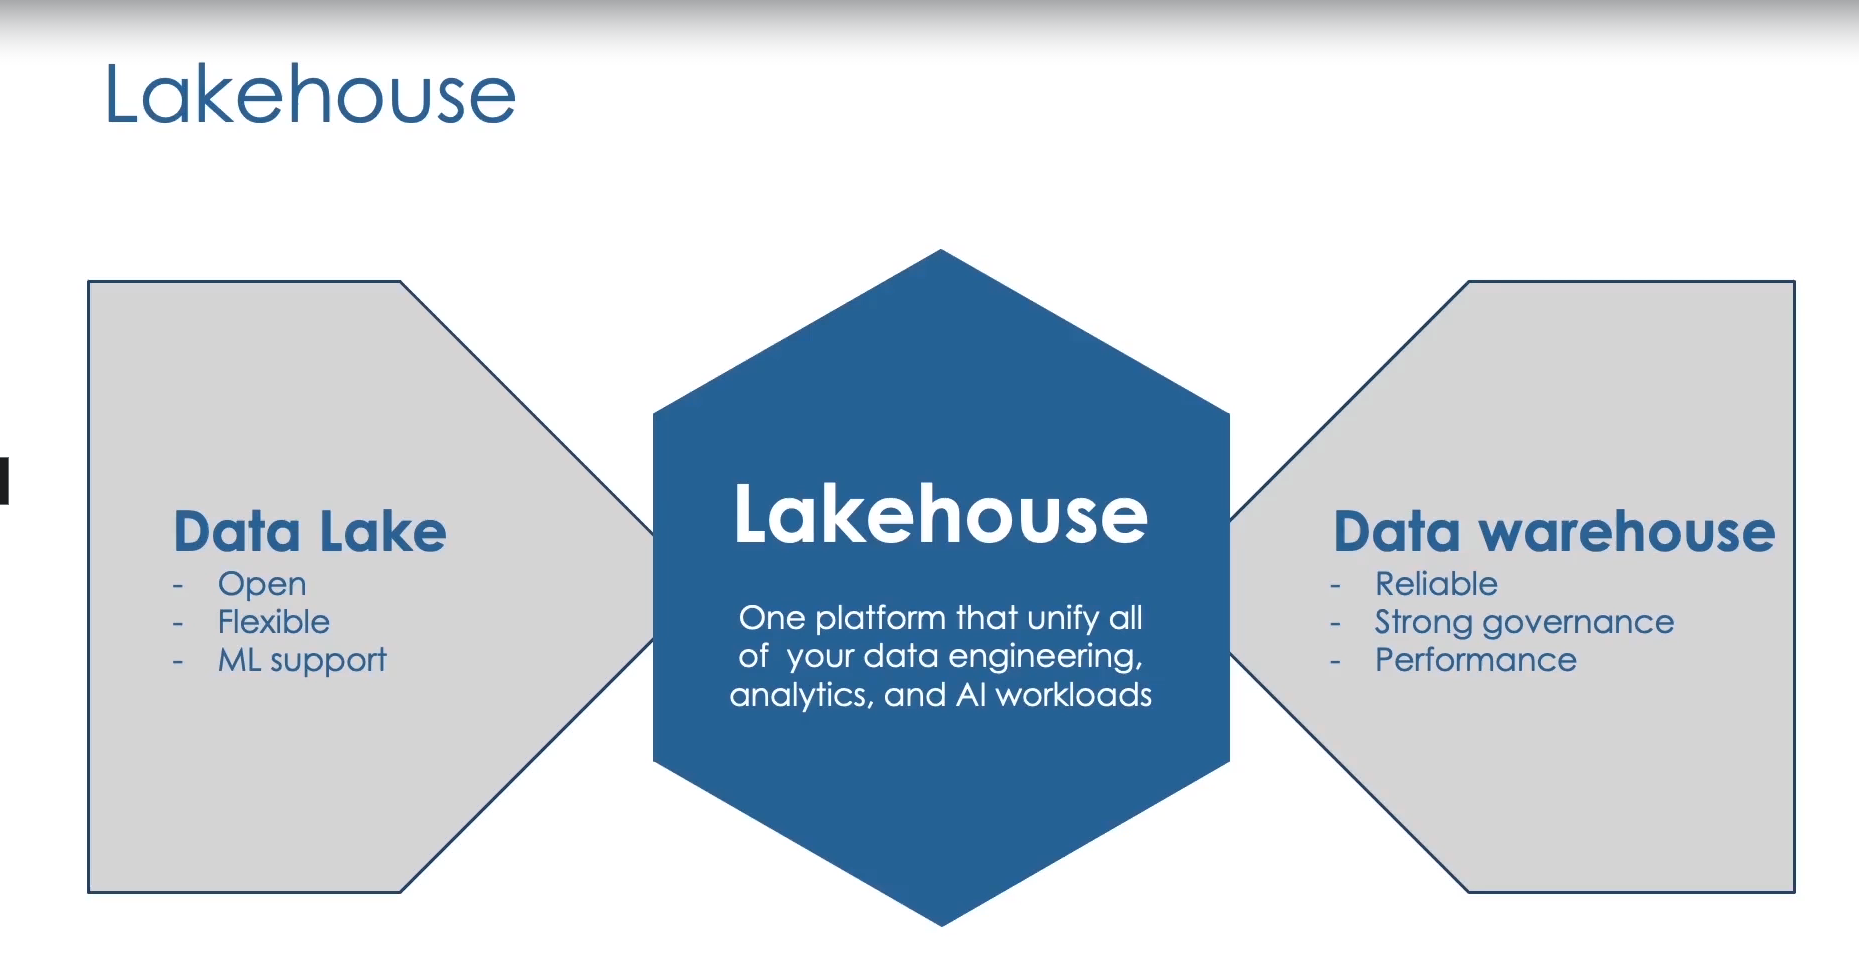 Lakehouse
Data Lake
- Open
- Flexible
- ML support
Lakehouse
One platform that unify all
of your data engineering,
analytics, and AI workloads
Data warehouse
- Reliable
- Strong governance
- Performance